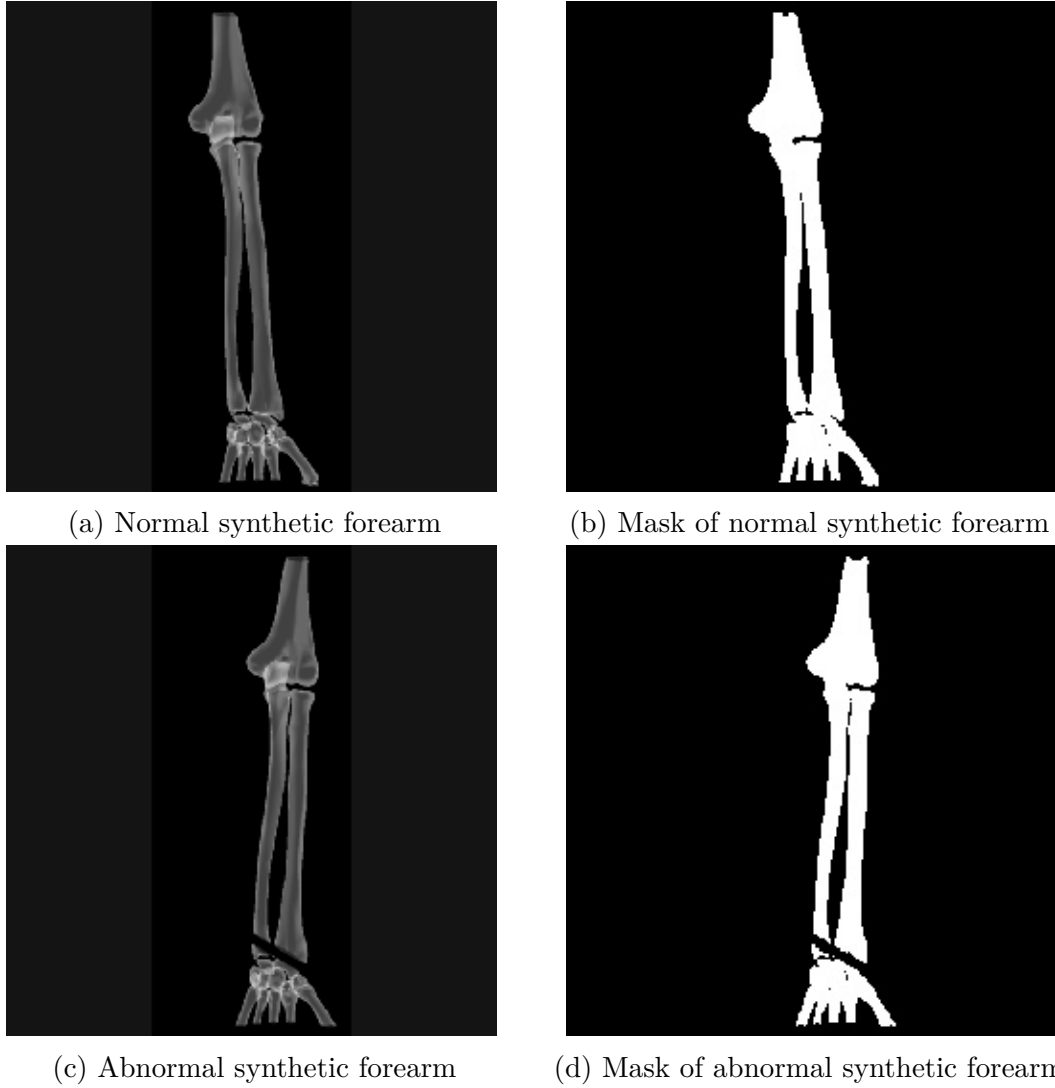 (a) Normal synthetic forearm
(b) Mask of normal synthetic forearm
(c) Abnormal synthetic forearm
(d) Mask of abnormal synthetic forearm